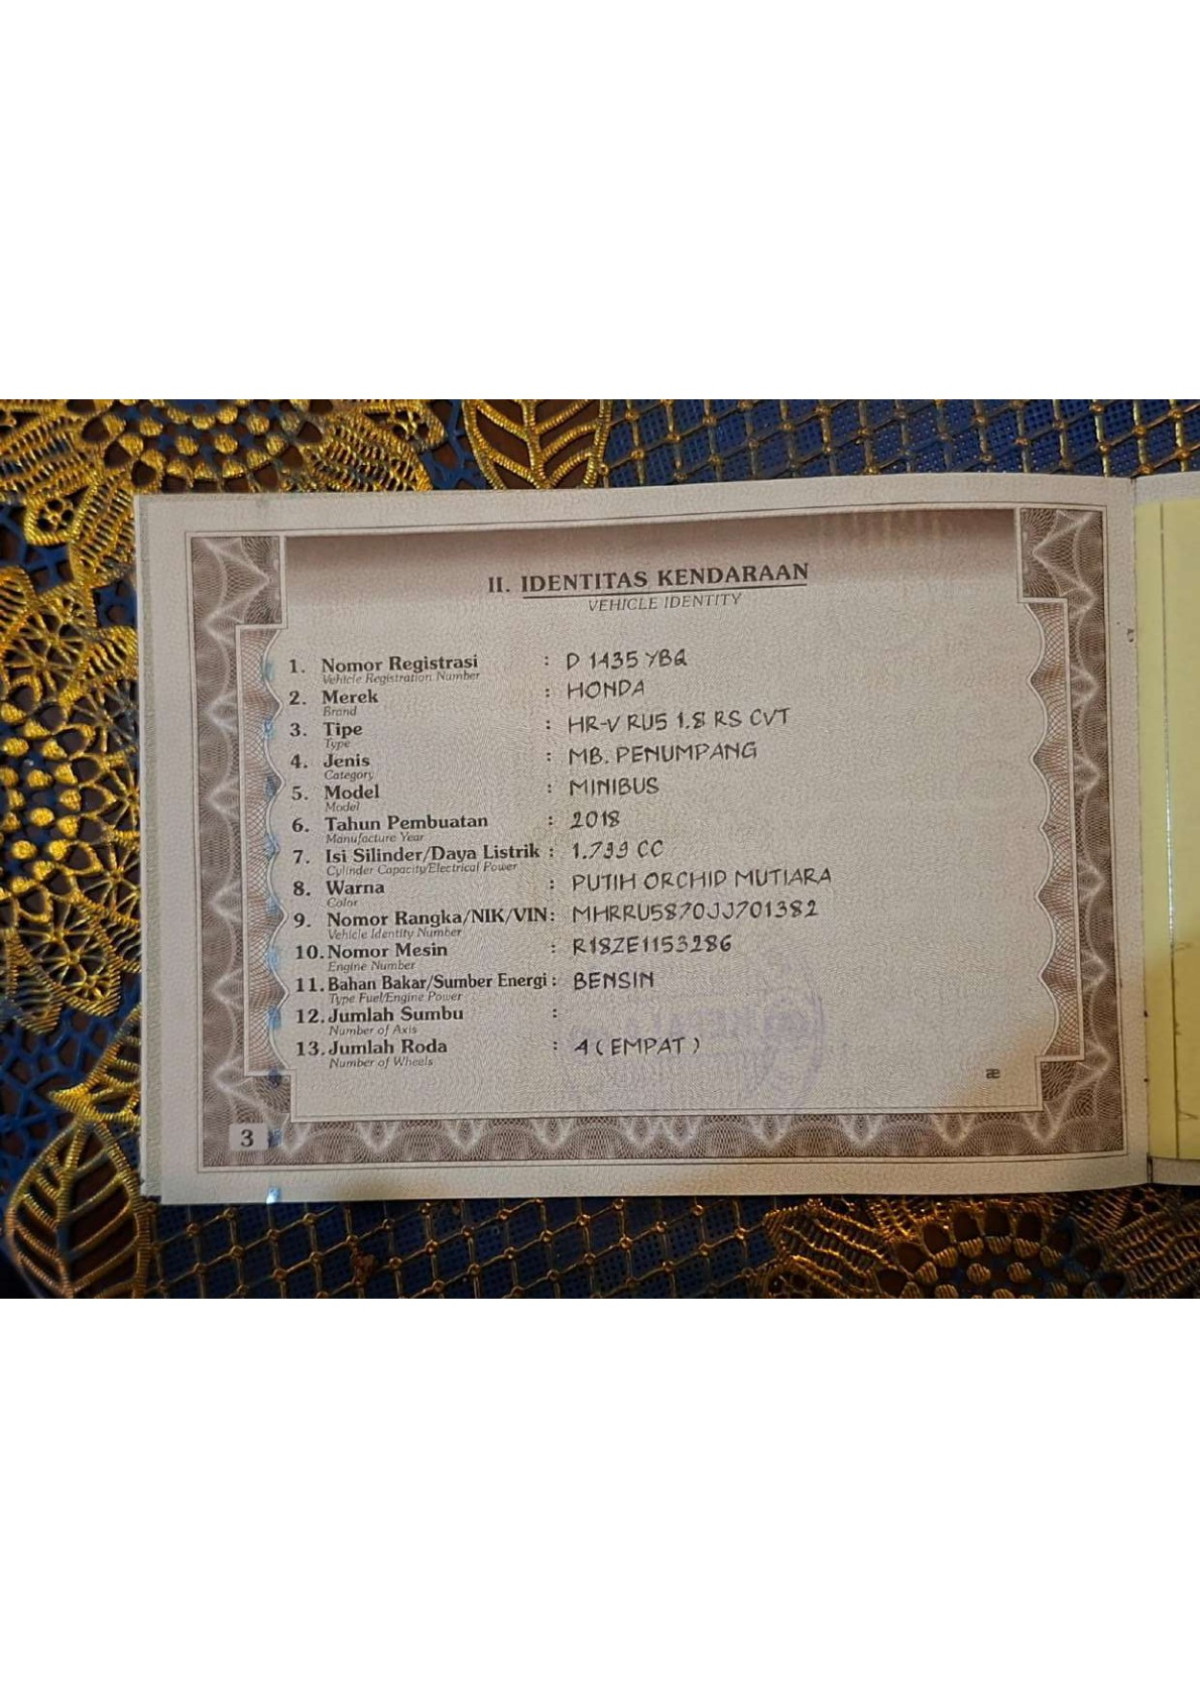 II. IDENTITAS KENDARAAN
VEHICLE IDENTITY
1. Nomor Registrasi : D 1435 YBQ
Vehicle Registration Number
2. Merek : HONDA
Brand
3. Tipe : HR-V RU5 1.8 RS CVT
Type
4. Jenis : MB. PENUMPANG
Category
5. Model : MINIBUS
Model
6. Tahun Pembuatan : 2018
Manufacture Year
7. Isi Silinder/Daya Listrik : 1.799 CC
Cylinder Capacity/Electrical Power
8. Warna : PUTIH ORCHID MUTIARA
Color
9. Nomor Rangka/NIK/VIN : MHRRU5870JJ701382
Vehicle Identity Number
10. Nomor Mesin : R18ZE1153286
Engine Number
11. Bahan Bakar/Sumber Energi : BENSIN
Type Fuel/Engine Power
12. Jumlah Sumbu :
Number of Axis
13. Jumlah Roda : 4 ( EMPAT )
Number of Wheels
æ
3